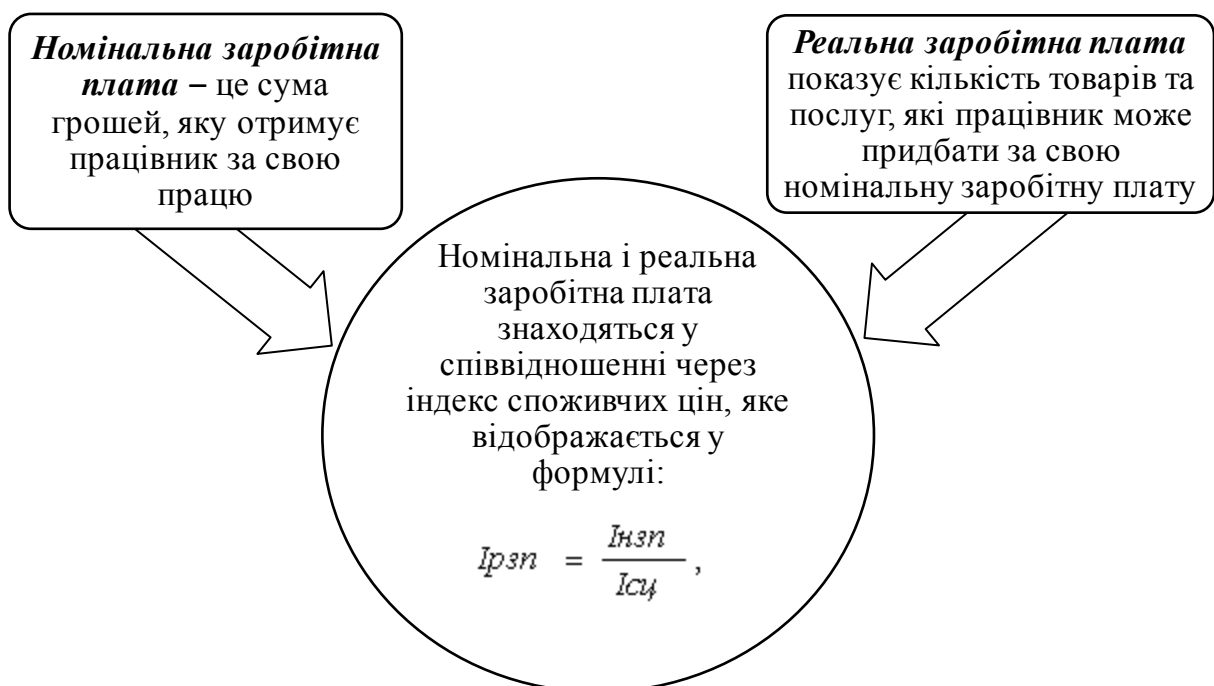 Номінальна заробітна
плата – це сума
грошей, яку отримує
працівник за свою
працю
Реальна заробітна плата
показує кількість товарів та
послуг, які працівник може
придбати за свою
номінальну заробітну плату
Номінальна і реальна
заробітна плата
знаходяться у
співвідношенні через
індекс споживчих цін, яке
відображається у
формулі:
Ірзп = Інзп / Ісц ,